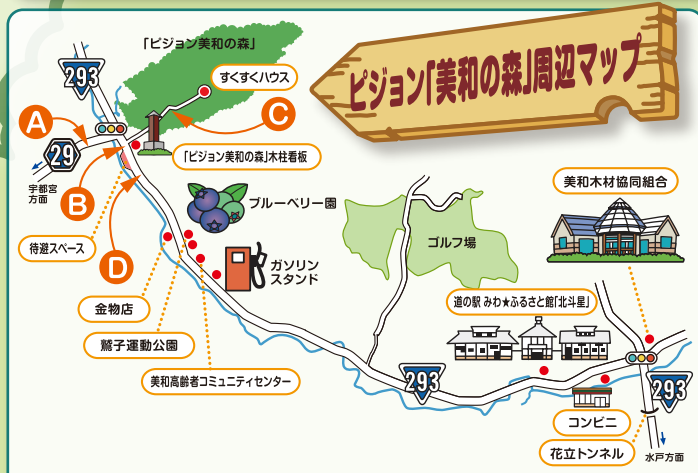 ピジョン「美和の森」周辺マップ
「ピジョン美和の森」
293
すくすくハウス
A
C
29
「ピジョン美和の森」木柱看板
宇都宮
方面
B
待避スペース
D
ブルーベリー園
ガソリン
スタンド
金物店
鷲子運動公園
美和高齢者コミュニティセンター
ゴルフ場
美和木材協同組合
道の駅 みわ★ふるさと館「北斗星」
293
293
コンビニ
花立トンネル
水戸方面